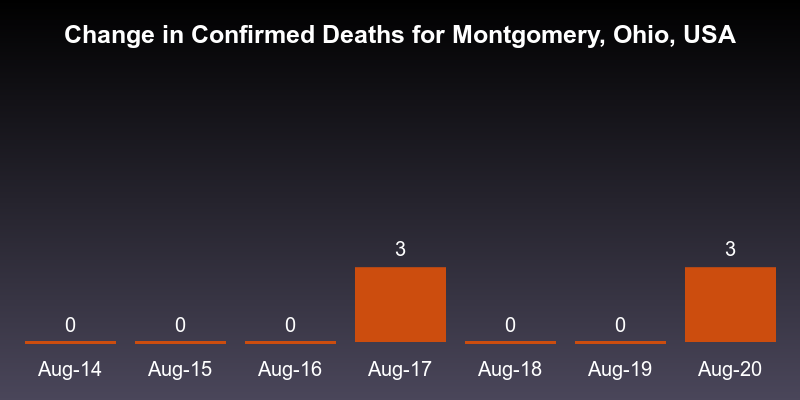 Change in Confirmed Deaths for Montgomery, Ohio, USA
0 0 0 3 0 0 3
Aug-14 Aug-15 Aug-16 Aug-17 Aug-18 Aug-19 Aug-20